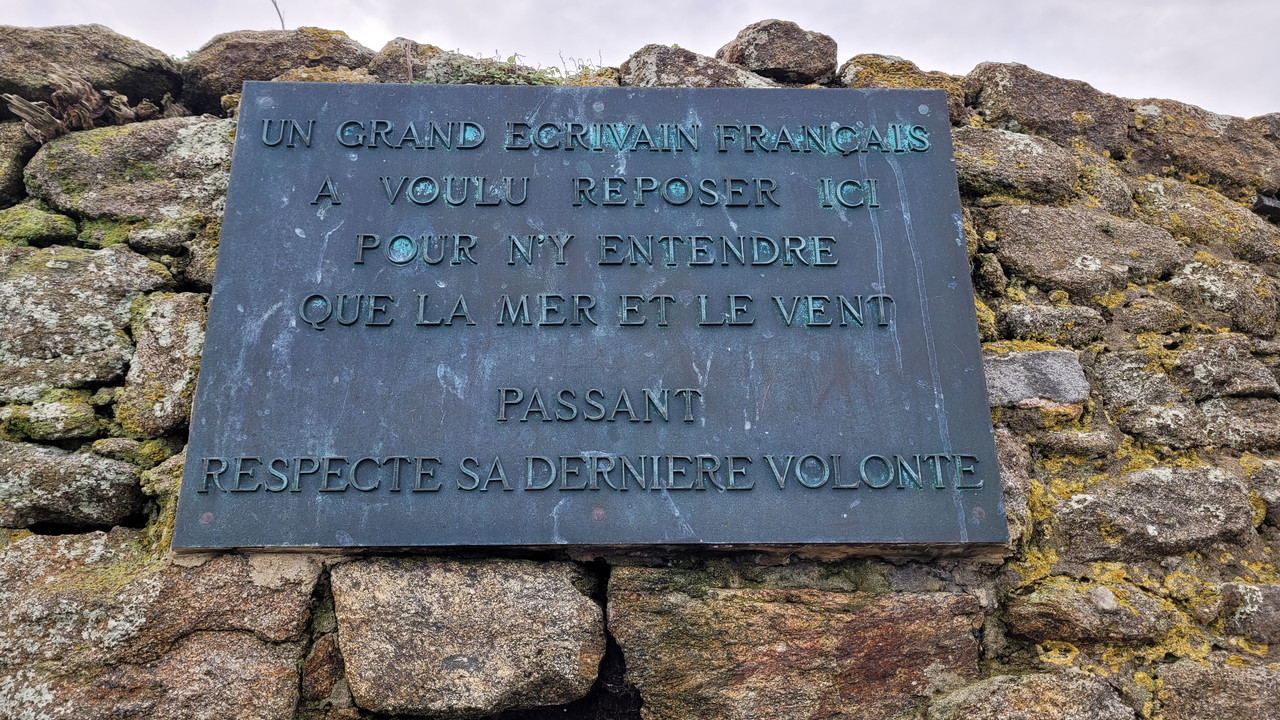 UN GRAND ECRIVAIN FRANÇAIS
A VOULU REPOSER ICI
POUR N'Y ENTENDRE
QUE LA MER ET LE VENT
PASSANT
RESPECTE SA DERNIERE VOLONTE